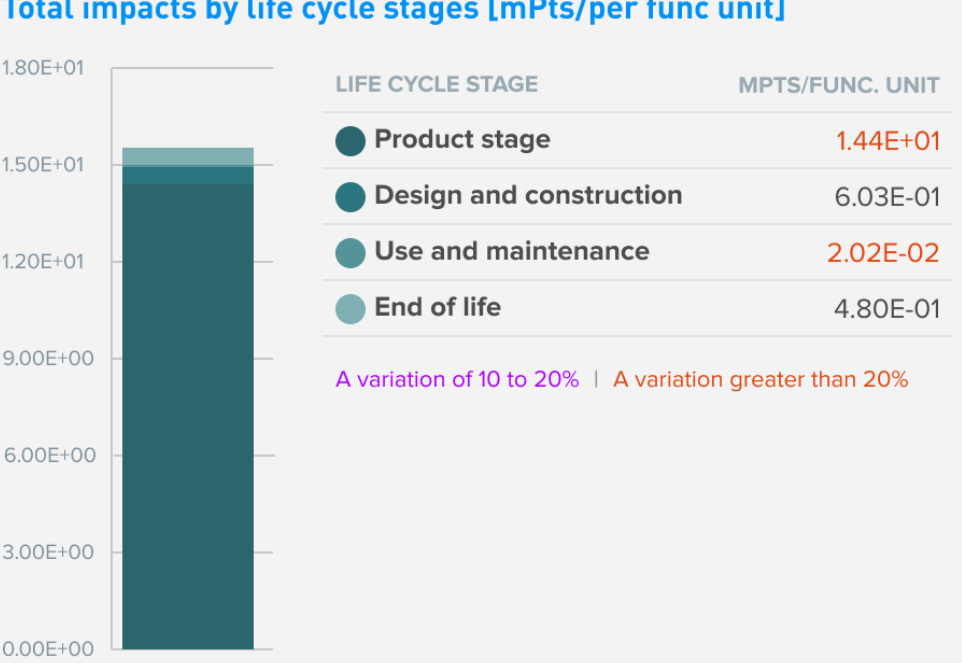 Total impacts by life cycle stages [mPts/per func unit]
1.80E+01
1.50E+01
1.20E+01
9.00E+00
6.00E+00
3.00E+00
0.00E+00
LIFE CYCLE STAGE MPTS/FUNC. UNIT
Product stage 1.44E+01
Design and construction 6.03E-01
Use and maintenance 2.02E-02
End of life 4.80E-01
A variation of 10 to 20% | A variation greater than 20%